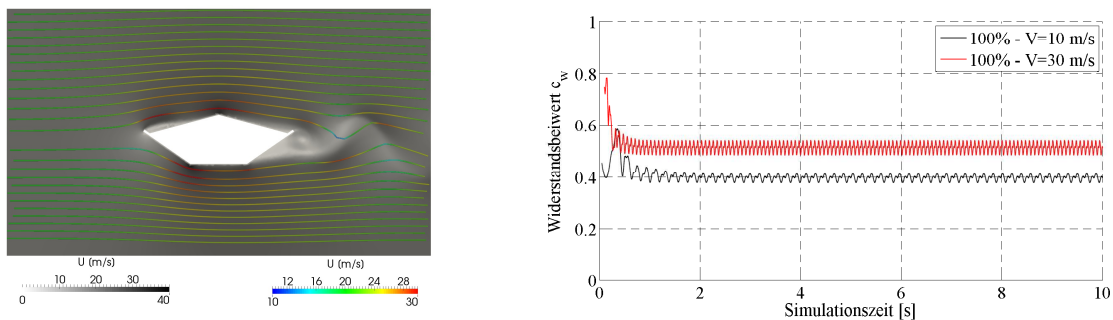 U (m/s)
10 20 30
0 40
U (m/s)
12 16 20 24 28
10 30
Widerstandsbeiwert c_w
1
0.8
0.6
0.4
0.2
0
0 2 4 6 8 10
Simulationszeit [s]
100% - V=10 m/s
100% - V=30 m/s